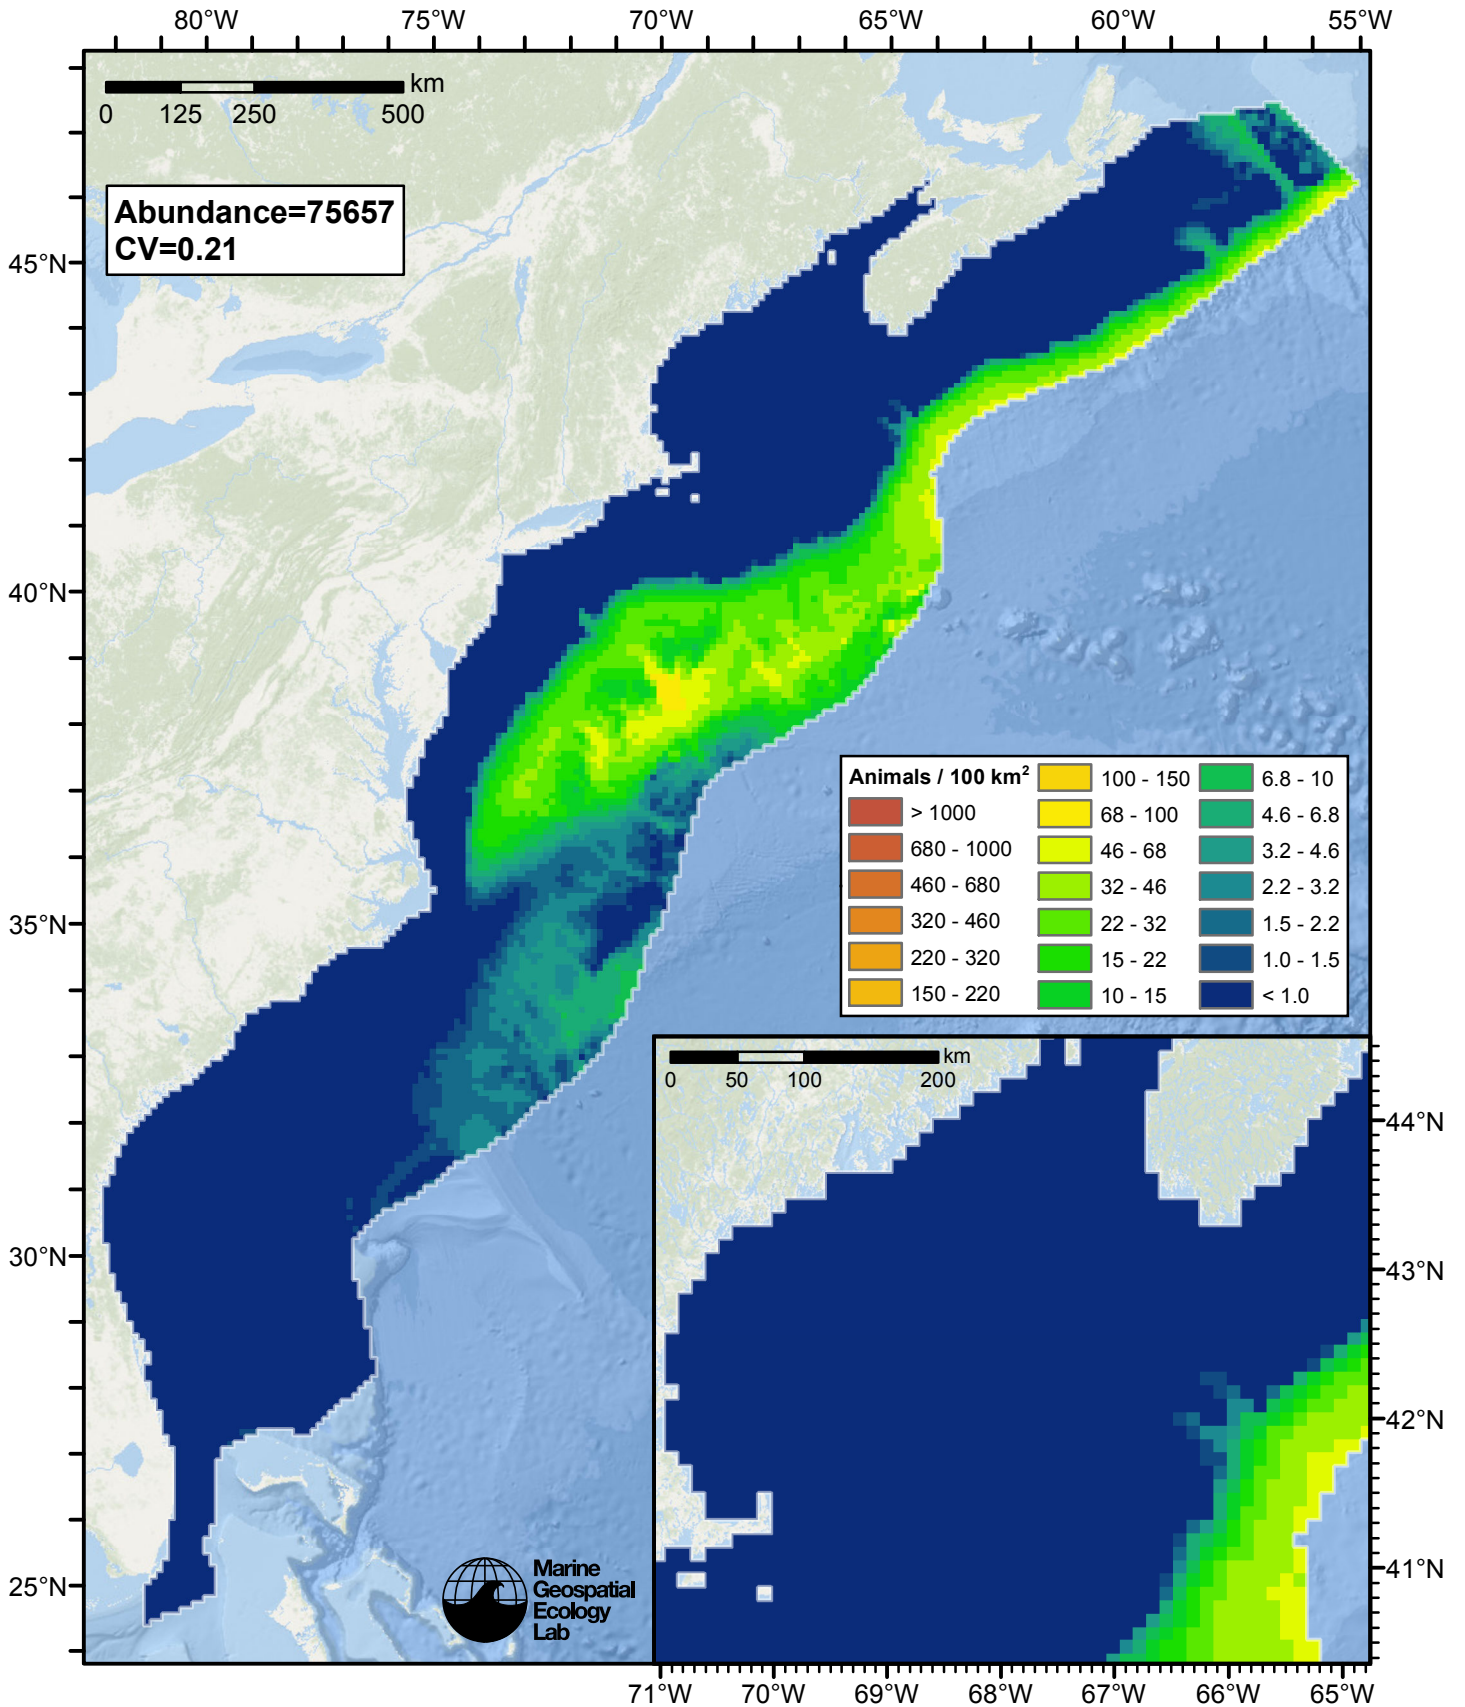 80°W 75°W 70°W 65°W 60°W 55°W
km
0 125 250 500
Abundance=75657
CV=0.21
45°N
40°N
35°N
30°N
25°N
Animals / 100 km²
> 1000
680 - 1000
460 - 680
320 - 460
220 - 320
150 - 220
100 - 150
68 - 100
46 - 68
32 - 46
22 - 32
15 - 22
10 - 15
6.8 - 10
4.6 - 6.8
3.2 - 4.6
2.2 - 3.2
1.5 - 2.2
1.0 - 1.5
< 1.0
km
0 50 100 200
44°N
43°N
42°N
41°N
Marine
Geospatial
Ecology
Lab
71°W 70°W 69°W 68°W 67°W 66°W 65°W